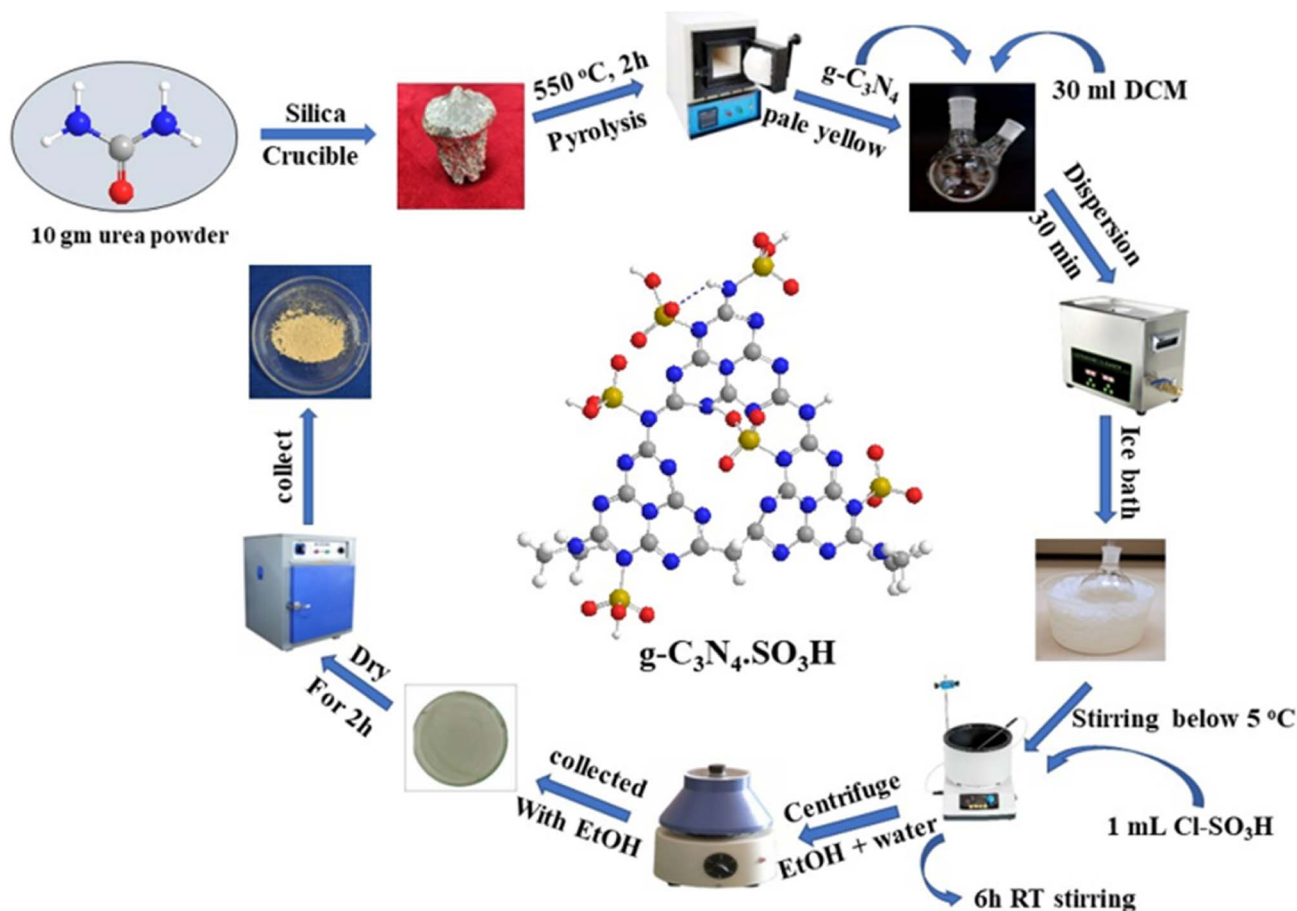 10 gm urea powder
Silica
Crucible
550 °C, 2h
Pyrolysis
g-C₃N₄
pale yellow
30 ml DCM
Dispersion
30 min
Ice bath
Stirring below 5 °C
1 mL Cl-SO₃H
6h RT stirring
Centrifuge
EtOH + water
collected
With EtOH
Dry
For 2h
collect
g-C₃N₄.SO₃H